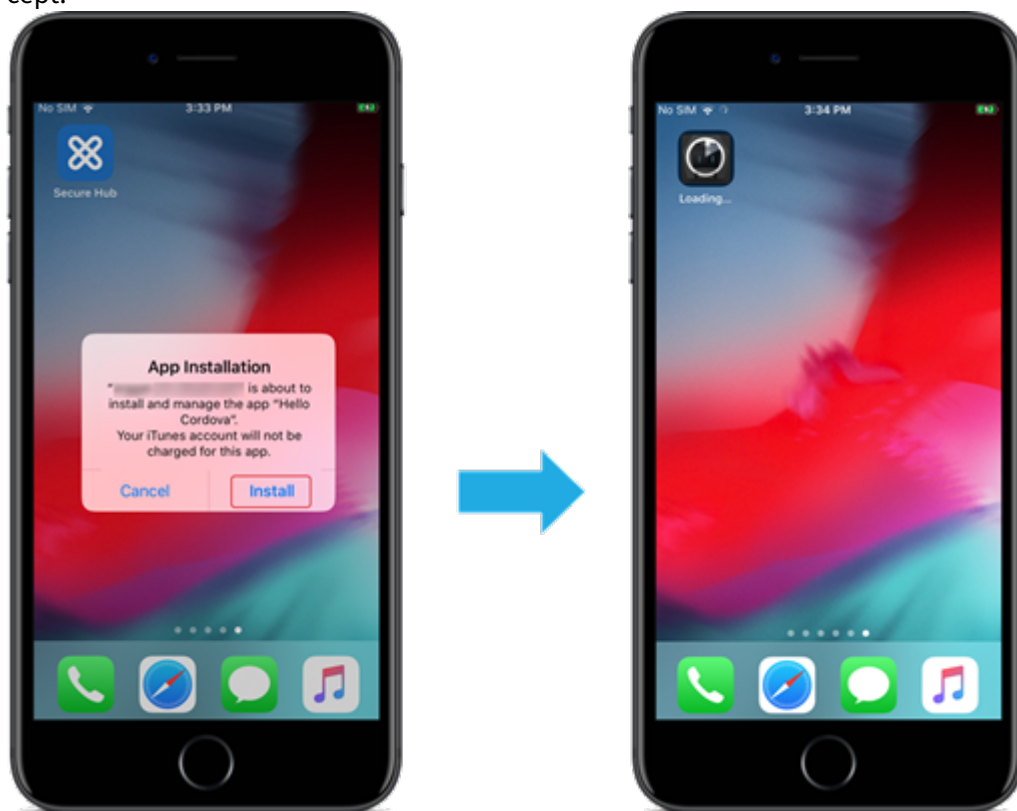 cept.
No SIM
3:33 PM
Secure Hub
App Installation
" is about to
install and manage the app "Hello
Cordova".
Your iTunes account will not be
charged for this app.
Cancel
Install
No SIM
3:34 PM
Loading...